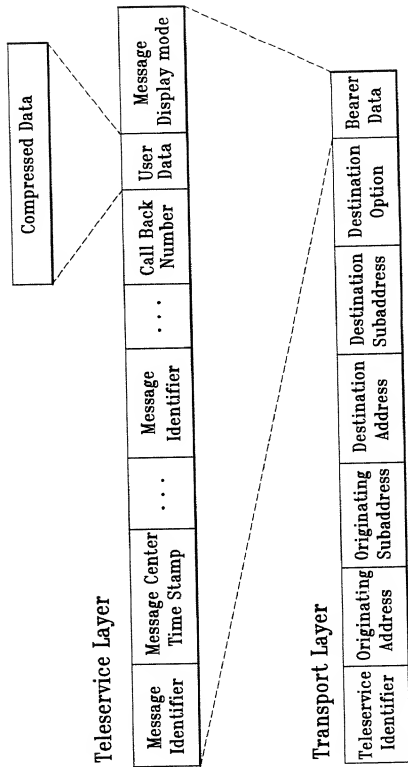 Compressed Data
Teleservice Layer
Message
Identifier
Message Center
Time Stamp
. . .
Message
Identifier
. . .
Call Back
Number
User
Data
Message
Display mode
Transport Layer
Teleservice
Identifier
Originating
Address
Originating
Subaddress
Destination
Address
Destination
Subaddress
Destination
Option
Bearer
Data